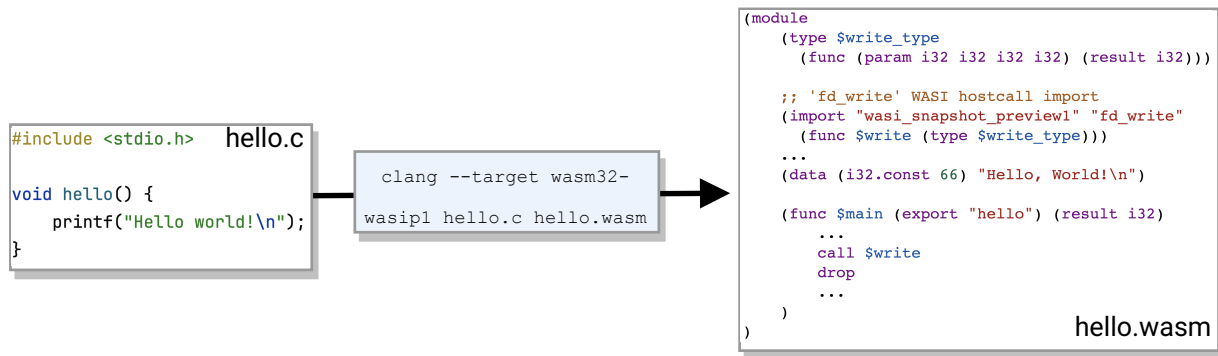 #include <stdio.h> hello.c
void hello() {
printf("Hello world!\n");
}
clang --target wasm32-
wasip1 hello.c hello.wasm
(module
(type $write_type
(func (param i32 i32 i32 i32) (result i32)))
;; 'fd_write' WASI hostcall import
(import "wasi_snapshot_preview1" "fd_write"
(func $write (type $write_type)))
...
(data (i32.const 66) "Hello, World!\n")
(func $main (export "hello") (result i32)
...
call $write
drop
...
)
)
hello.wasm